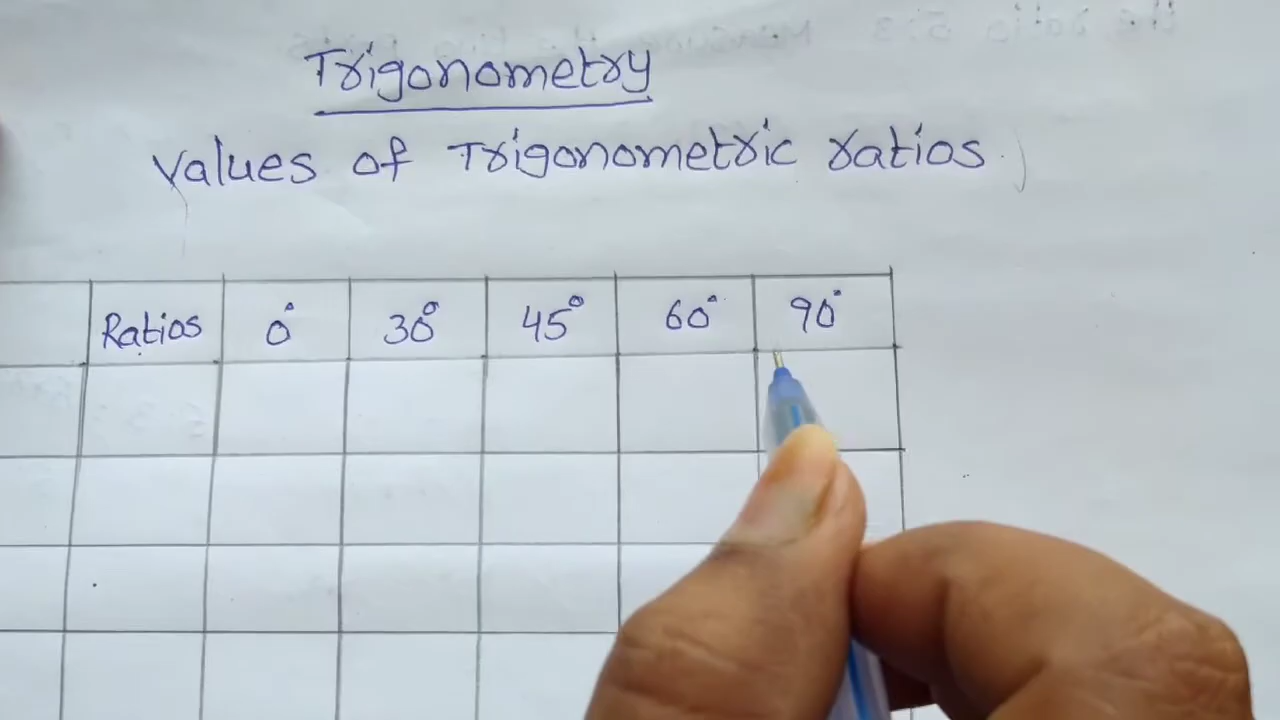 Trigonometry
Values of Trigonometric ratios.
Ratios 0° 30° 45° 60° 90°